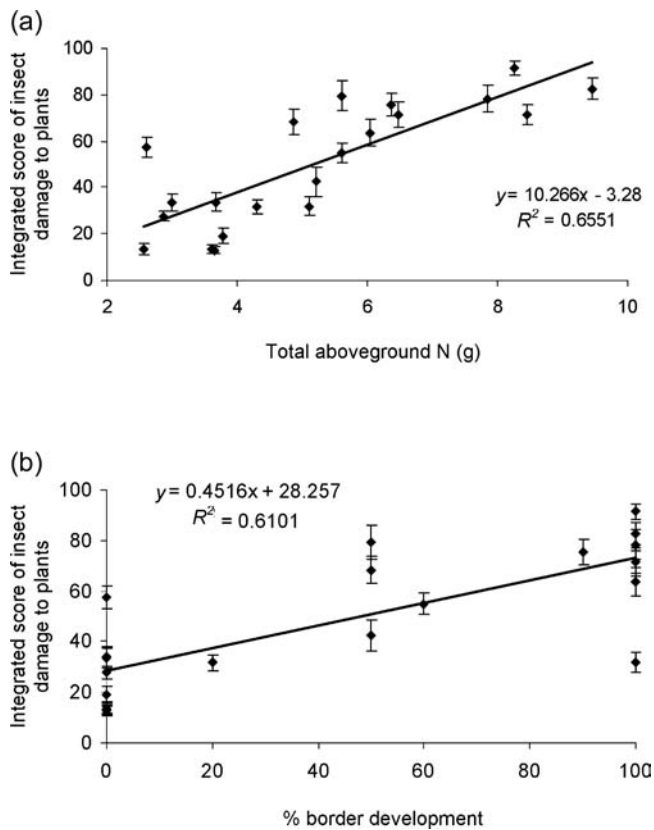 (a)
100
80
60
40
20
0
Integrated score of insect
damage to plants
y = 10.266x - 3.28
R² = 0.6551
2 4 6 8 10
Total aboveground N (g)
(b)
y = 0.4516x + 28.257
R² = 0.6101
100
80
60
40
20
0
Integrated score of insect
damage to plants
0 20 40 60 80 100
% border development